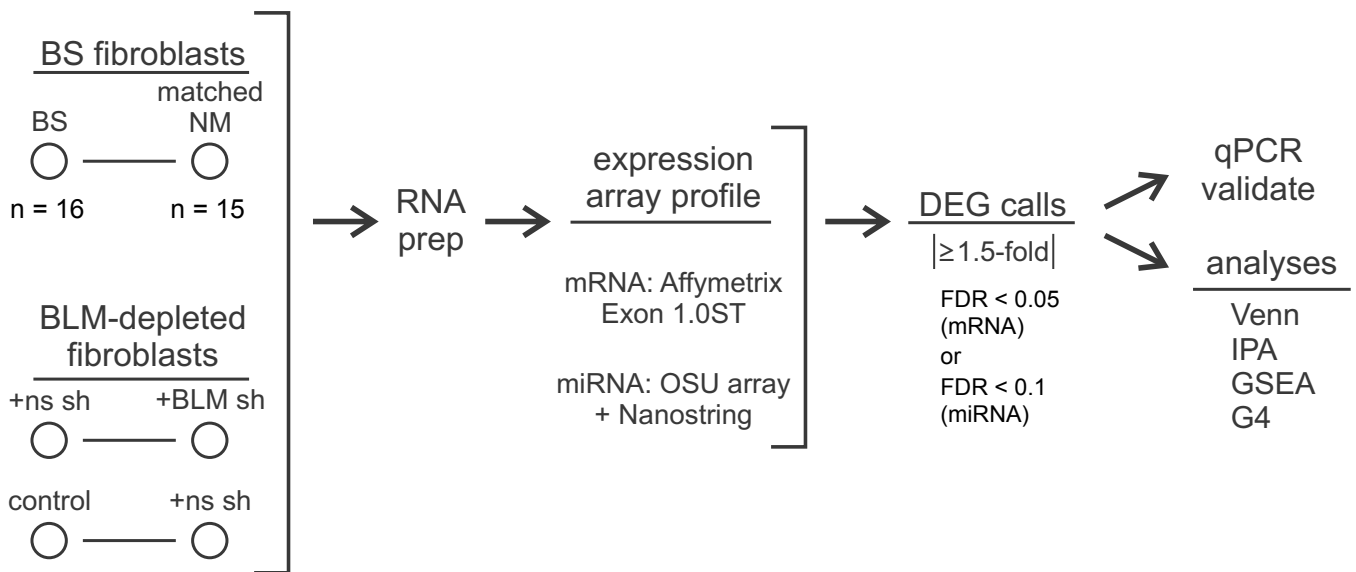 BS fibroblasts
BS
matched
NM
n = 16
n = 15
BLM-depleted
fibroblasts
+ns sh
+BLM sh
control
+ns sh
RNA
prep
expression
array profile
mRNA: Affymetrix
Exon 1.0ST
miRNA: OSU array
+ Nanostring
DEG calls
|≥1.5-fold|
FDR < 0.05
(mRNA)
or
FDR < 0.1
(miRNA)
qPCR
validate
analyses
Venn
IPA
GSEA
G4